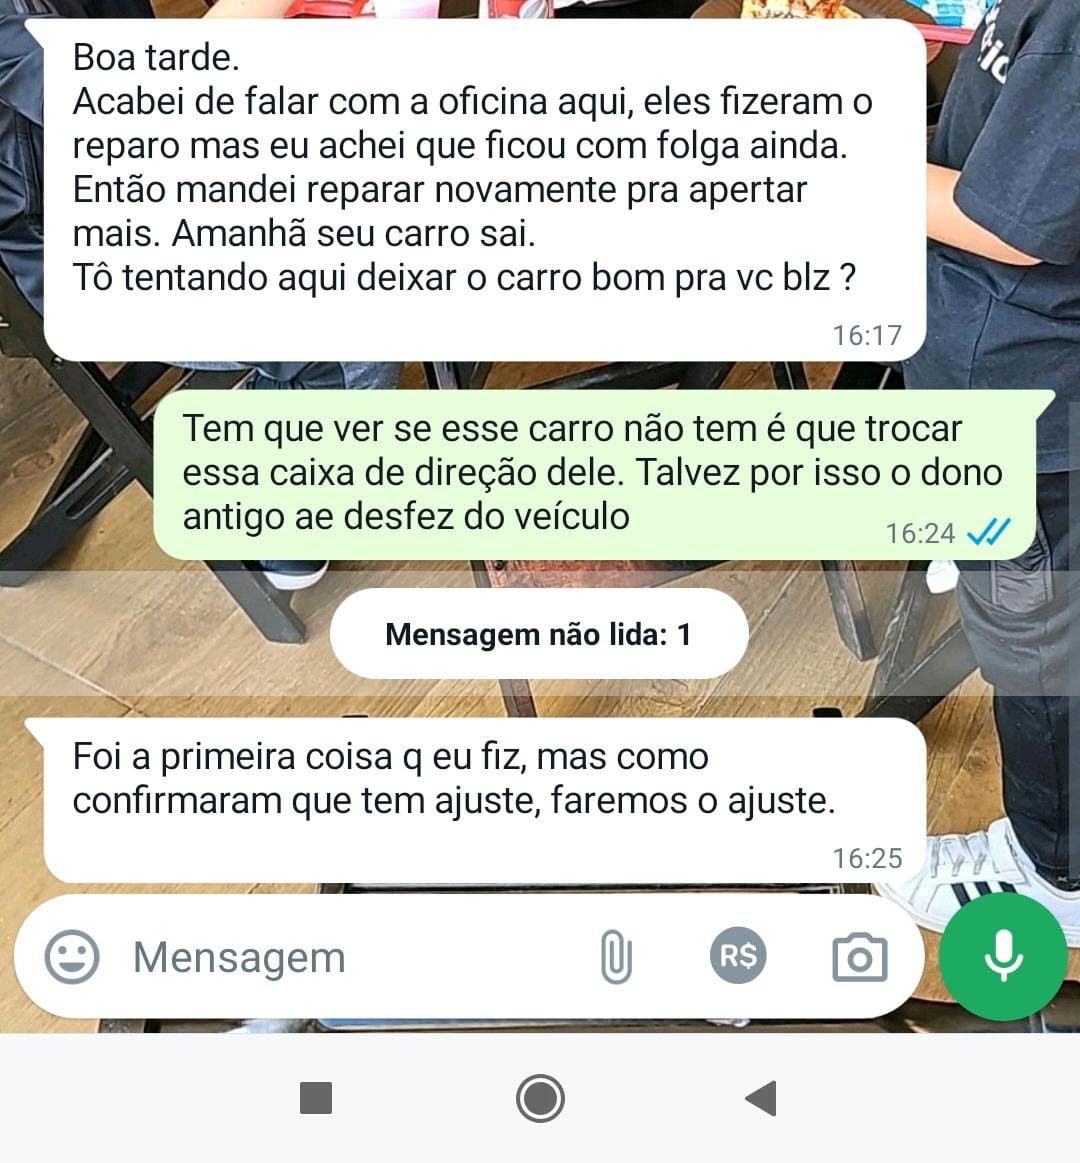 Boa tarde.
Acabei de falar com a oficina aqui, eles fizeram o
reparo mas eu achei que ficou com folga ainda.
Então mandei reparar novamente pra apertar
mais. Amanhã seu carro sai.
Tô tentando aqui deixar o carro bom pra vc blz ?
16:17
Tem que ver se esse carro não tem é que trocar
essa caixa de direção dele. Talvez por isso o dono
antigo ae desfez do veículo
16:24
Mensagem não lida: 1
Foi a primeira coisa q eu fiz, mas como
confirmaram que tem ajuste, faremos o ajuste.
16:25
Mensagem
R$